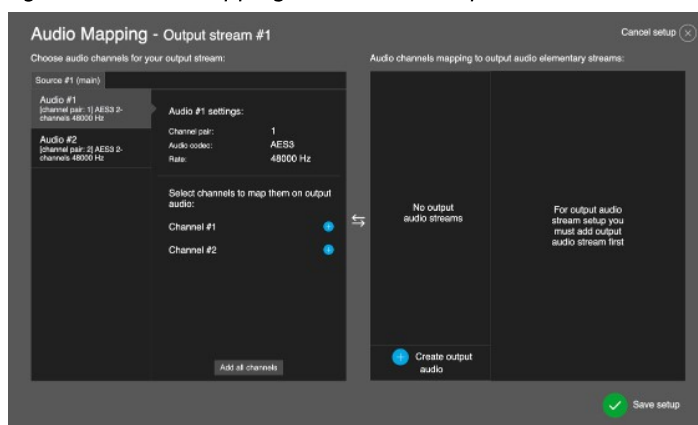 Audio Mapping - Output stream #1
Cancel setup
Choose audio channels for your output stream:
Audio channels mapping to output audio elementary streams:
Source #1 (main)
Audio #1
[channel pair: 1] AES3 2-
channels 48000 Hz
Audio #2
[channel pair: 2] AES3 2-
channels 48000 Hz
Audio #1 settings:
Channel pair: 1
Audio codec: AES3
Rate: 48000 Hz
Select channels to map them on output
audio:
Channel #1
Channel #2
Add all channels
No output
audio streams
Create output
audio
For output audio
stream setup you
must add output
audio stream first
Save setup